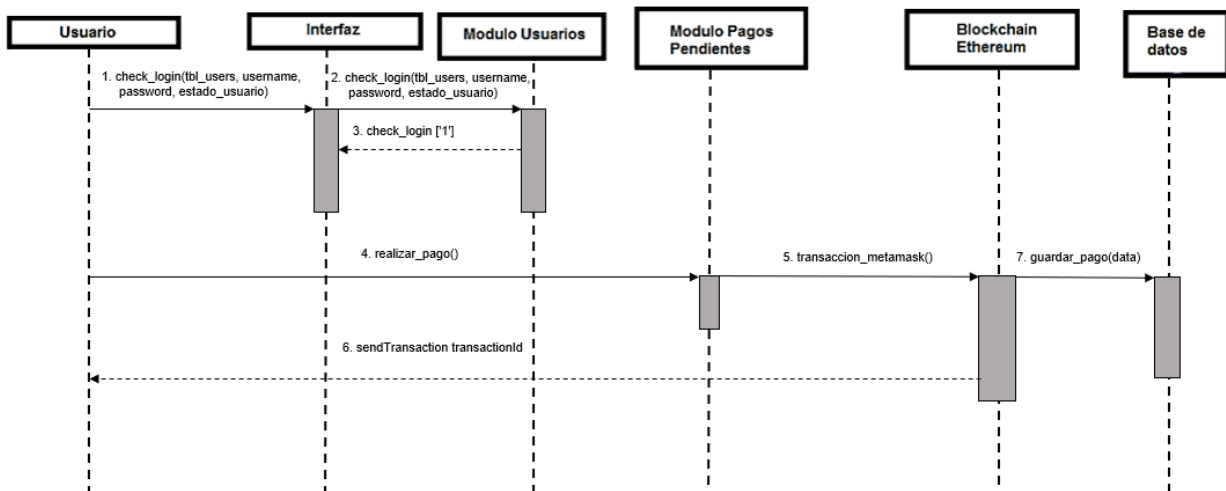 Usuario
Interfaz
Modulo Usuarios
Modulo Pagos
Pendientes
Blockchain
Ethereum
Base de
datos
1. check_login(tbl_users, username,
password, estado_usuario)
2. check_login(tbl_users, username,
password, estado_usuario)
3. check_login ['1']
4. realizar_pago()
5. transaccion_metamask()
7. guardar_pago(data)
6. sendTransaction transactionId